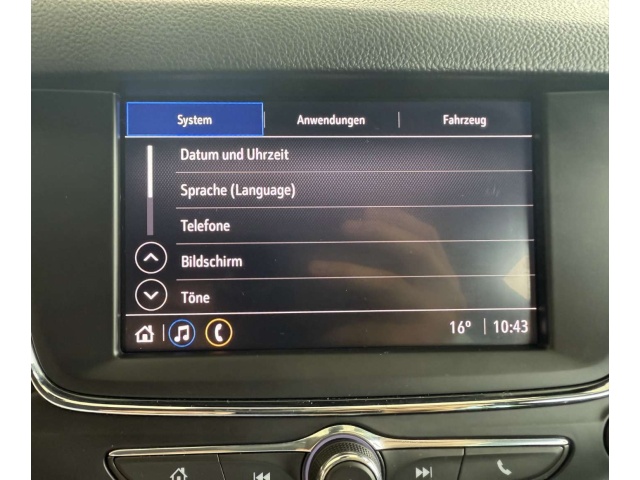 System
Anwendungen
Fahrzeug
Datum und Uhrzeit
Sprache (Language)
Telefone
Bildschirm
Töne
16° 10:43